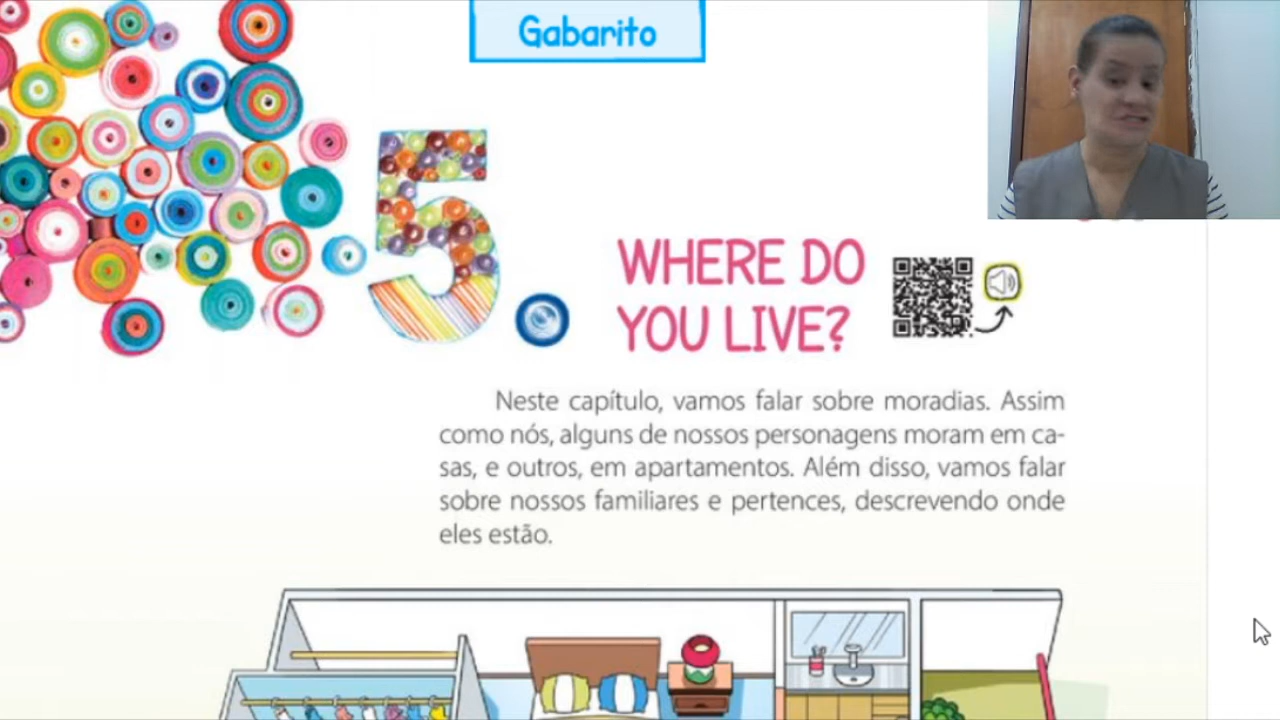 Gabarito
5.
WHERE DO
YOU LIVE?
Neste capítulo, vamos falar sobre moradias. Assim
como nós, alguns de nossos personagens moram em ca-
sas, e outros, em apartamentos. Além disso, vamos falar
sobre nossos familiares e pertences, descrevendo onde
eles estão.